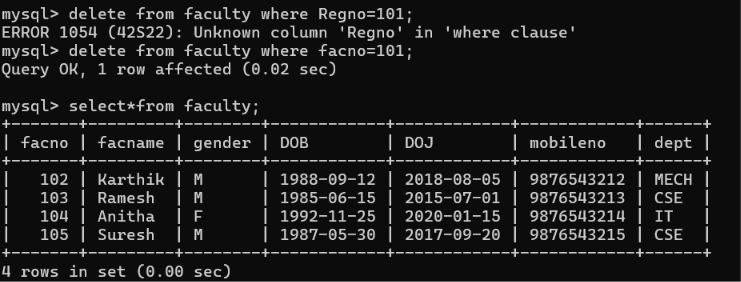 mysql> delete from faculty where Regno=101;
ERROR 1054 (42S22): Unknown column 'Regno' in 'where clause'
mysql> delete from faculty where facno=101;
Query OK, 1 row affected (0.02 sec)

mysql> select*from faculty;
+-------+---------+--------+------------+------------+------------+------+
| facno | facname | gender | DOB        | DOJ        | mobileno   | dept |
+-------+---------+--------+------------+------------+------------+------+
|   102 | Karthik | M      | 1988-09-12 | 2018-08-05 | 9876543212 | MECH |
|   103 | Ramesh  | M      | 1985-06-15 | 2015-07-01 | 9876543213 | CSE  |
|   104 | Anitha  | F      | 1992-11-25 | 2020-01-15 | 9876543214 | IT   |
|   105 | Suresh  | M      | 1987-05-30 | 2017-09-20 | 9876543215 | CSE  |
+-------+---------+--------+------------+------------+------------+------+
4 rows in set (0.00 sec)